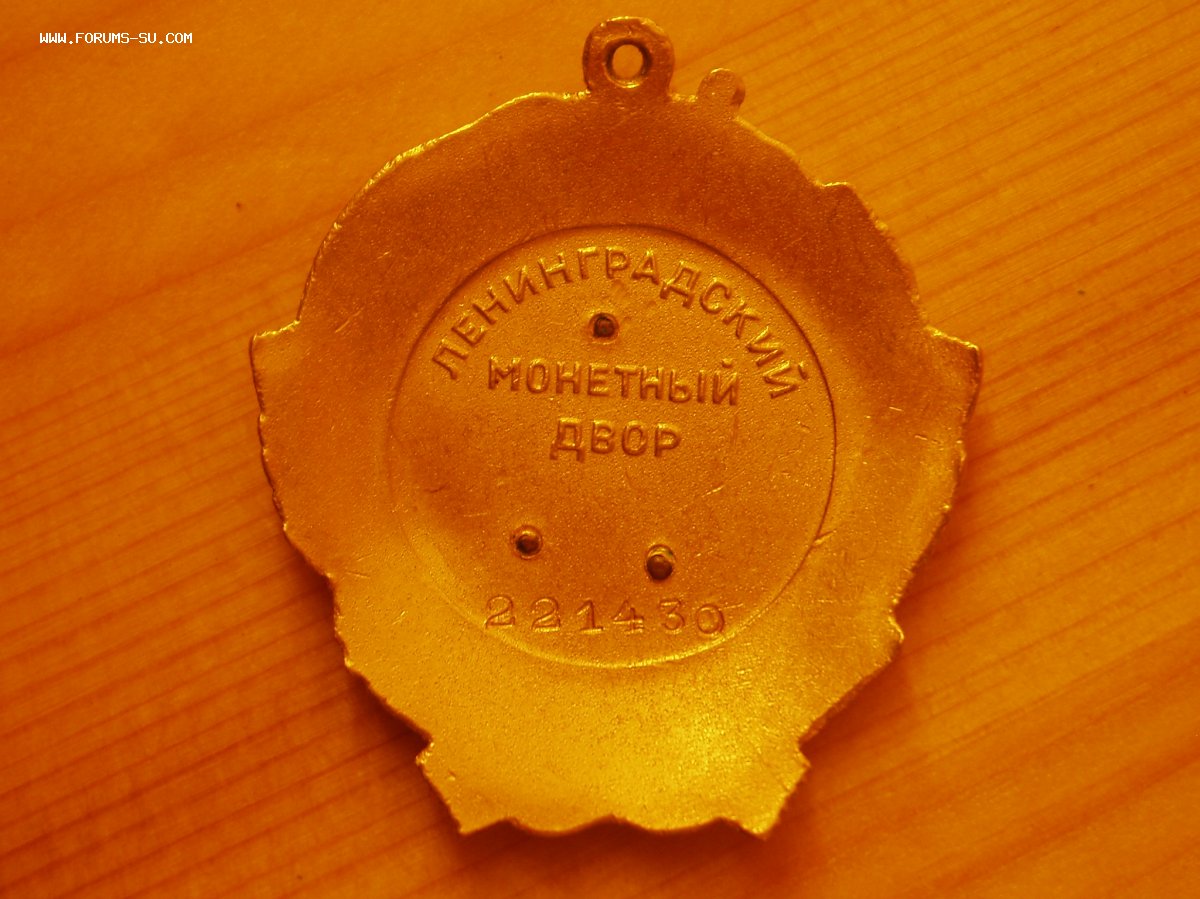 WWW.FORUMS-SU.COM
ЛЕНИНГРАДСКИЙ
МОНЕТНЫЙ
ДВОР
221430